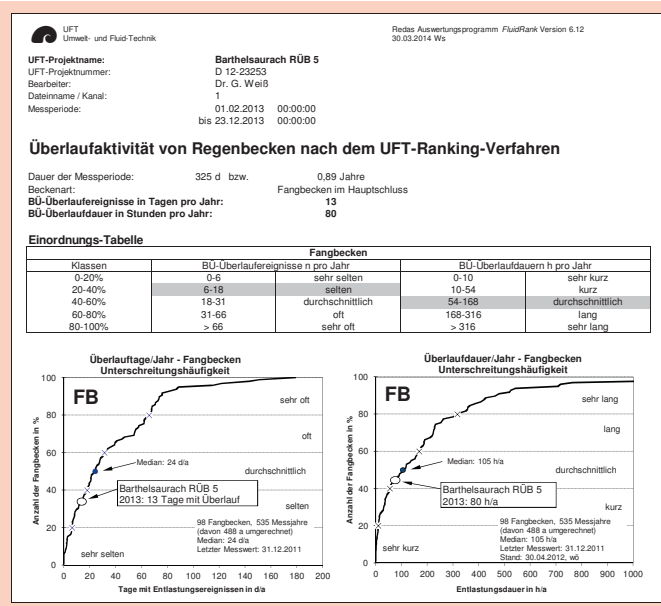 UFT
Umwelt- und Fluid-Technik
Redas Auswertungsprogramm FluidRank Version 6.12
30.03.2014 Ws
UFT-Projektname: Barthelsaurach RÜB 5
UFT-Projektnummer: D 12-23253
Bearbeiter: Dr. G. Weiß
Dateinname / Kanal: 1
Messperiode: 01.02.2013 00:00:00
bis 23.12.2013 00:00:00
Überlaufaktivität von Regenbecken nach dem UFT-Ranking-Verfahren
Dauer der Messperiode: 325 d bzw. 0,89 Jahre
Beckenart: Fangbecken im Hauptschluss
BÜ-Überlaufereignisse in Tagen pro Jahr: 13
BÜ-Überlaufdauer in Stunden pro Jahr: 80
Einordnungs-Tabelle
Fangbecken
Klassen BÜ-Überlaufereignisse n pro Jahr BÜ-Überlaufdauern h pro Jahr
0-20% 0-6 sehr selten 0-10 sehr kurz
20-40% 6-18 selten 10-54 kurz
40-60% 18-31 durchschnittlich 54-168 durchschnittlich
60-80% 31-66 oft 168-316 lang
80-100% > 66 sehr oft > 316 sehr lang
Überlauftage/Jahr - Fangbecken
Unterschreitungshäufigkeit
Anzahl der Fangbecken in %
100
80
60
40
20
0
FB
sehr oft
oft
Median: 24 d/a
durchschnittlich
Barthelsaurach RÜB 5
2013: 13 Tage mit Überlauf
selten
98 Fangbecken, 535 Messjahre
(davon 488 a umgerechnet)
Median: 24 d/a
Letzter Messwert: 31.12.2011
sehr selten
0 20 40 60 80 100 120 140 160 180 200
Tage mit Entlastungsereignissen in d/a
Überlaufdauer/Jahr - Fangbecken
Unterschreitungshäufigkeit
Anzahl der Fangbecken in %
100
80
60
40
20
0
FB
sehr lang
lang
Median: 105 h/a
durchschnittlich
Barthelsaurach RÜB 5
2013: 80 h/a
kurz
98 Fangbecken, 535 Messjahre
(davon 488 a umgerechnet)
Median: 105 h/a
Letzter Messwert: 31.12.2011
Stand: 30.04.2012, wö
sehr kurz
0 100 200 300 400 500 600 700 800 900 1000
Entlastungsdauer in h/a